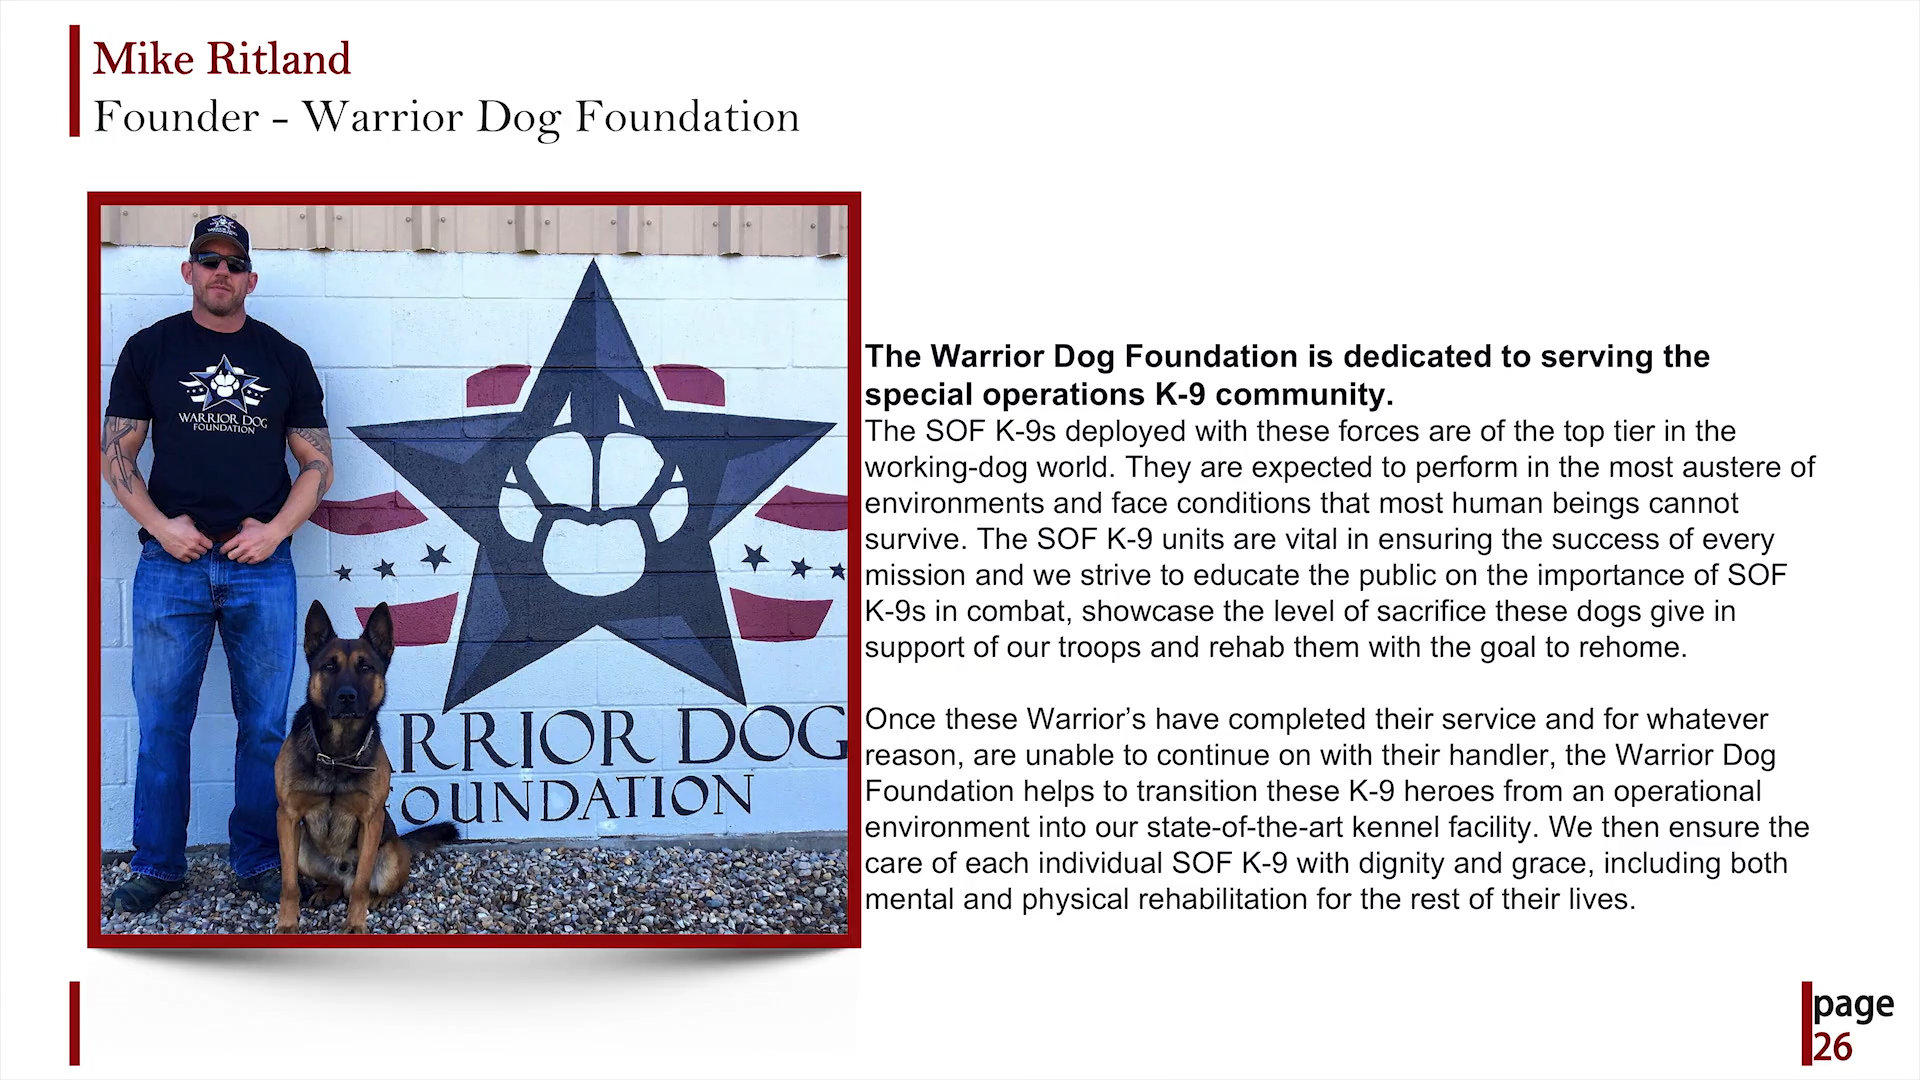 Mike Ritland
Founder - Warrior Dog Foundation
WARRIOR DOG
FOUNDATION
RRIOR DOG
OUNDATION
The Warrior Dog Foundation is dedicated to serving the
special operations K-9 community.
The SOF K-9s deployed with these forces are of the top tier in the
working-dog world. They are expected to perform in the most austere of
environments and face conditions that most human beings cannot
survive. The SOF K-9 units are vital in ensuring the success of every
mission and we strive to educate the public on the importance of SOF
K-9s in combat, showcase the level of sacrifice these dogs give in
support of our troops and rehab them with the goal to rehome.
Once these Warrior’s have completed their service and for whatever
reason, are unable to continue on with their handler, the Warrior Dog
Foundation helps to transition these K-9 heroes from an operational
environment into our state-of-the-art kennel facility. We then ensure the
care of each individual SOF K-9 with dignity and grace, including both
mental and physical rehabilitation for the rest of their lives.
page
26